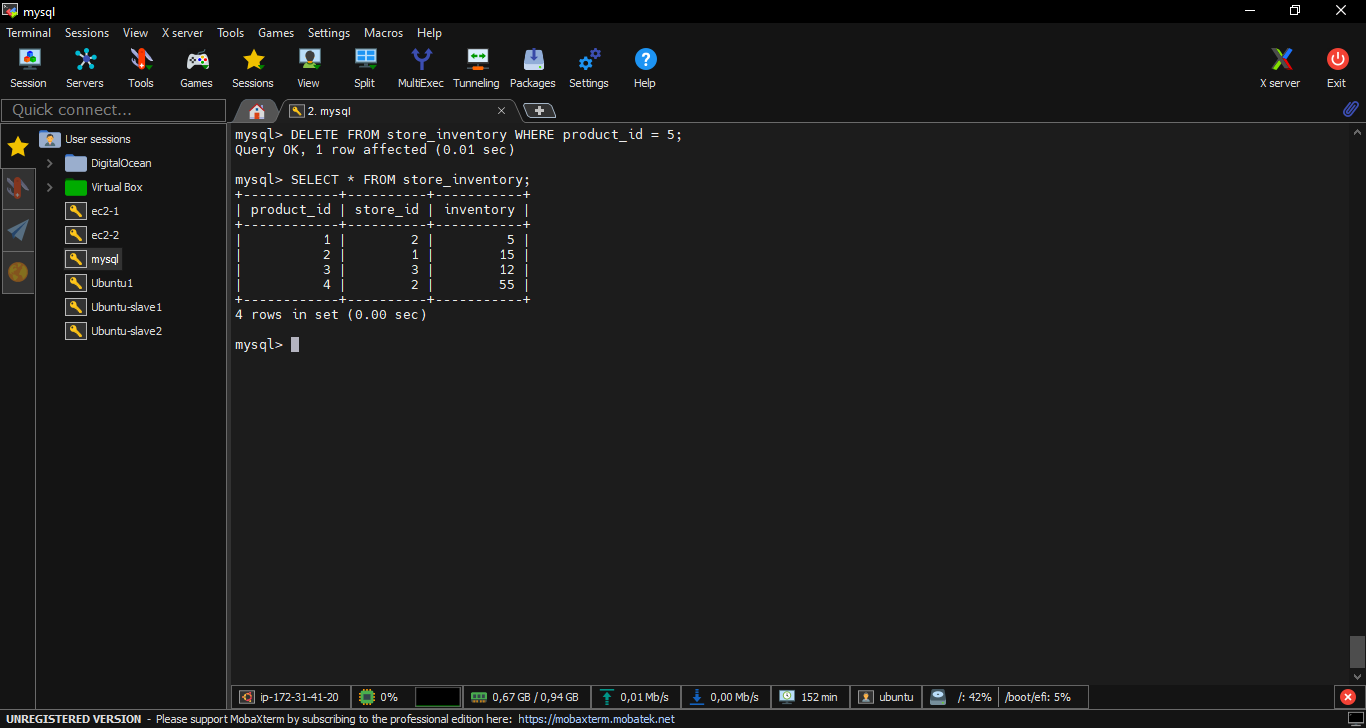 mysql
Terminal Sessions View X server Tools Games Settings Macros Help
Session Servers Tools Games Sessions View Split MultiExec Tunneling Packages Settings Help X server Exit
Quick connect...
2. mysql
User sessions
DigitalOcean
Virtual Box
ec2-1
ec2-2
mysql
Ubuntu1
Ubuntu-slave1
Ubuntu-slave2
mysql> DELETE FROM store_inventory WHERE product_id = 5;
Query OK, 1 row affected (0.01 sec)
mysql> SELECT * FROM store_inventory;
+------------+----------+-----------+
| product_id | store_id | inventory |
+------------+----------+-----------+
|          1 |        2 |         5 |
|          2 |        1 |        15 |
|          3 |        3 |        12 |
|          4 |        2 |        55 |
+------------+----------+-----------+
4 rows in set (0.00 sec)
mysql>
ip-172-31-41-20 0% 0,67 GB / 0,94 GB 0,01 Mb/s 0,00 Mb/s 152 min ubuntu /: 42% /boot/efi: 5%
UNREGISTERED VERSION - Please support MobaXterm by subscribing to the professional edition here: https://mobaxterm.mobatek.net